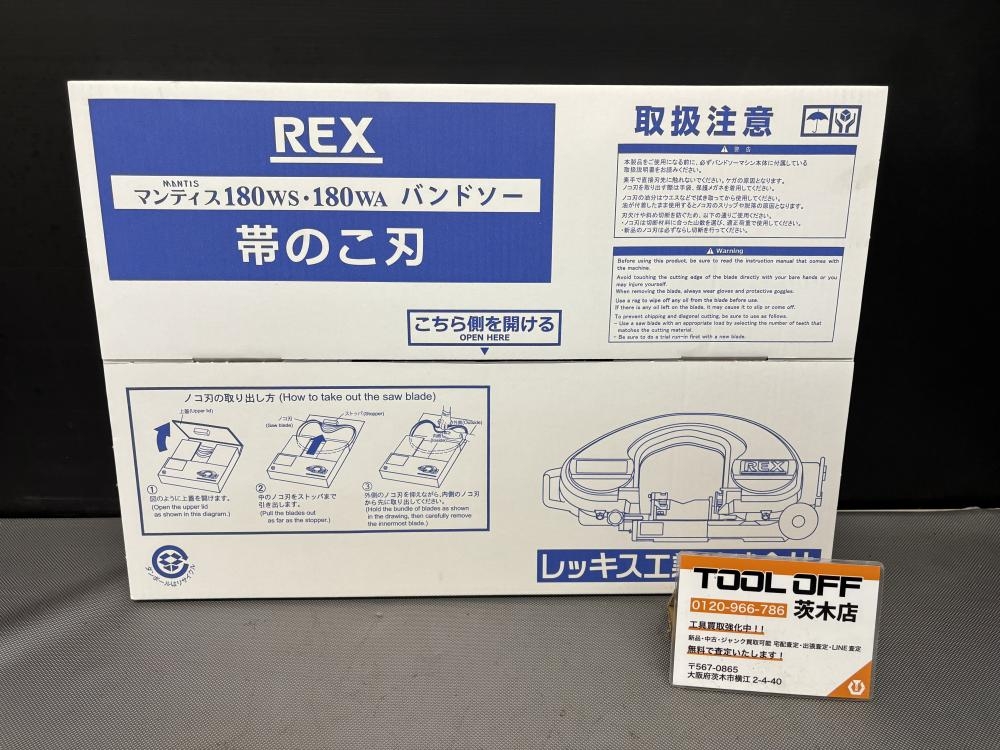 REX
MANTIS
マンティス180WS・180WA バンドソー
帯のこ刃
取扱注意
警告
本製品をご使用になる前に、必ずバンドソーマシン本体に付属している
取扱説明書をお読みください。
素手で直接刃先に触れないでください。ケガの原因となります。
ノコ刃を取り出す際は手袋、保護メガネを着用してください。
ノコ刃の油分はウエスなどで拭き取ってから使用してください。
油が付着したまま使用するとノコ刃のスリップや脱落の原因となります。
刃欠けや斜め切断を防ぐため、以下の通りご使用ください。
・ノコ刃は切断材料に合った山数を選び、適正荷重で使用してください。
・新品のノコ刃は必ずならし切断を行ってください。
Warning
Before using this product, be sure to read the instruction manual that comes with
the machine.
Avoid touching the cutting edge of the blade directly with your bare hands or you
may injure yourself.
When removing the blade, always wear gloves and protective goggles.
Use a rag to wipe off any oil from the blade before use.
If there is any oil left on the blade, it may cause it to slip or come off.
To prevent chipping and diagonal cutting, be sure to use as follows.
- Use a saw blade with an appropriate load by selecting the number of teeth that
matches the cutting material.
- Be sure to do a trial run-in first with a new blade.
こちら側を開ける
OPEN HERE
ノコ刃の取り出し方 (How to take out the saw blade)
上蓋(Upper lid)
ノコ刃
(Saw blade)
ストッパ(Stopper)
外側(Outside)
内側
(Inside)
①
図のように上蓋を開けます。
(Open the upper lid
as shown in this diagram.)
②
中のノコ刃をストッパまで
引き出します。
(Pull the blades out
as far as the stopper.)
③
外側のノコ刃を抑えながら、内側のノコ刃
から先に取り出してください。
(Hold the bundle of blades as shown
in the drawing, then carefully remove
the innermost blade.)
REX
ダンボールはリサイクル
レッキス工
TOOL OFF
0120-966-786 茨木店
工具買取強化中！！
新品・中古・ジャンク買取可能 宅配査定・出張査定・LINE査定
無料で査定いたします！
〒567-0865
大阪府茨木市横江 2-4-40